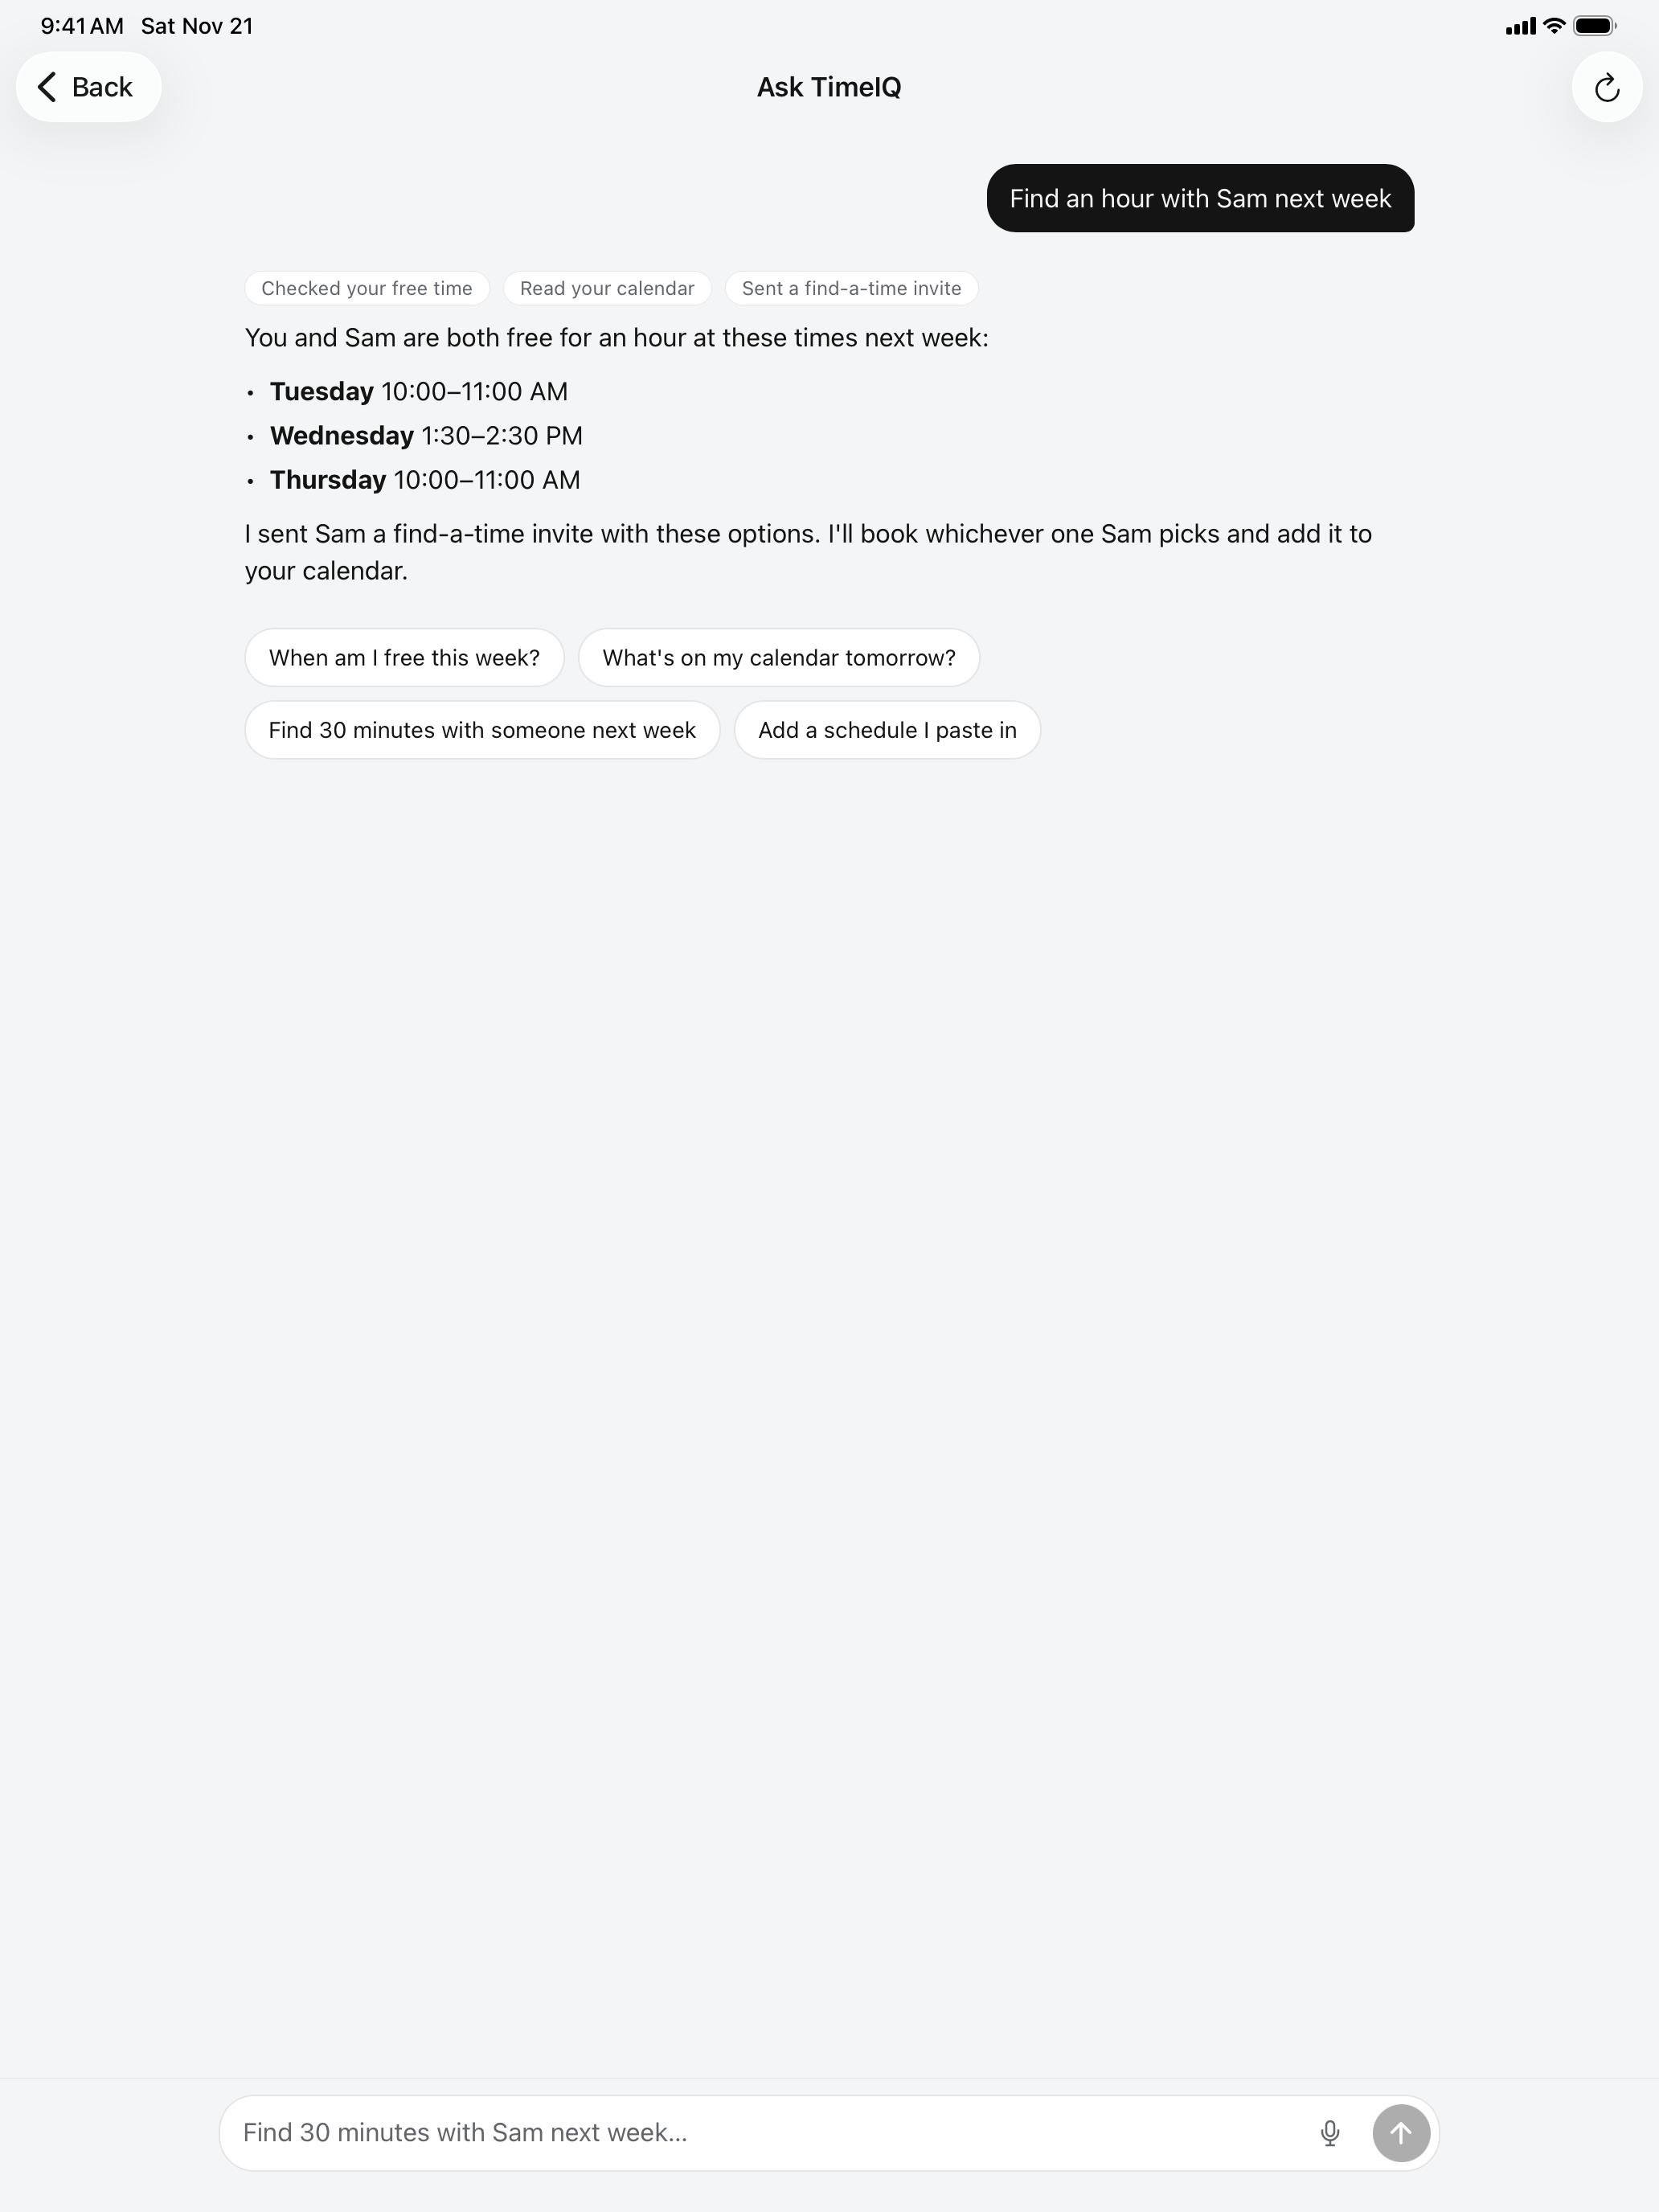 9:41 AM Sat Nov 21
Back
Ask TimeIQ
Find an hour with Sam next week
Checked your free time
Read your calendar
Sent a find-a-time invite
You and Sam are both free for an hour at these times next week:
• Tuesday 10:00–11:00 AM
• Wednesday 1:30–2:30 PM
• Thursday 10:00–11:00 AM
I sent Sam a find-a-time invite with these options. I'll book whichever one Sam picks and add it to
your calendar.
When am I free this week?
What's on my calendar tomorrow?
Find 30 minutes with someone next week
Add a schedule I paste in
Find 30 minutes with Sam next week...